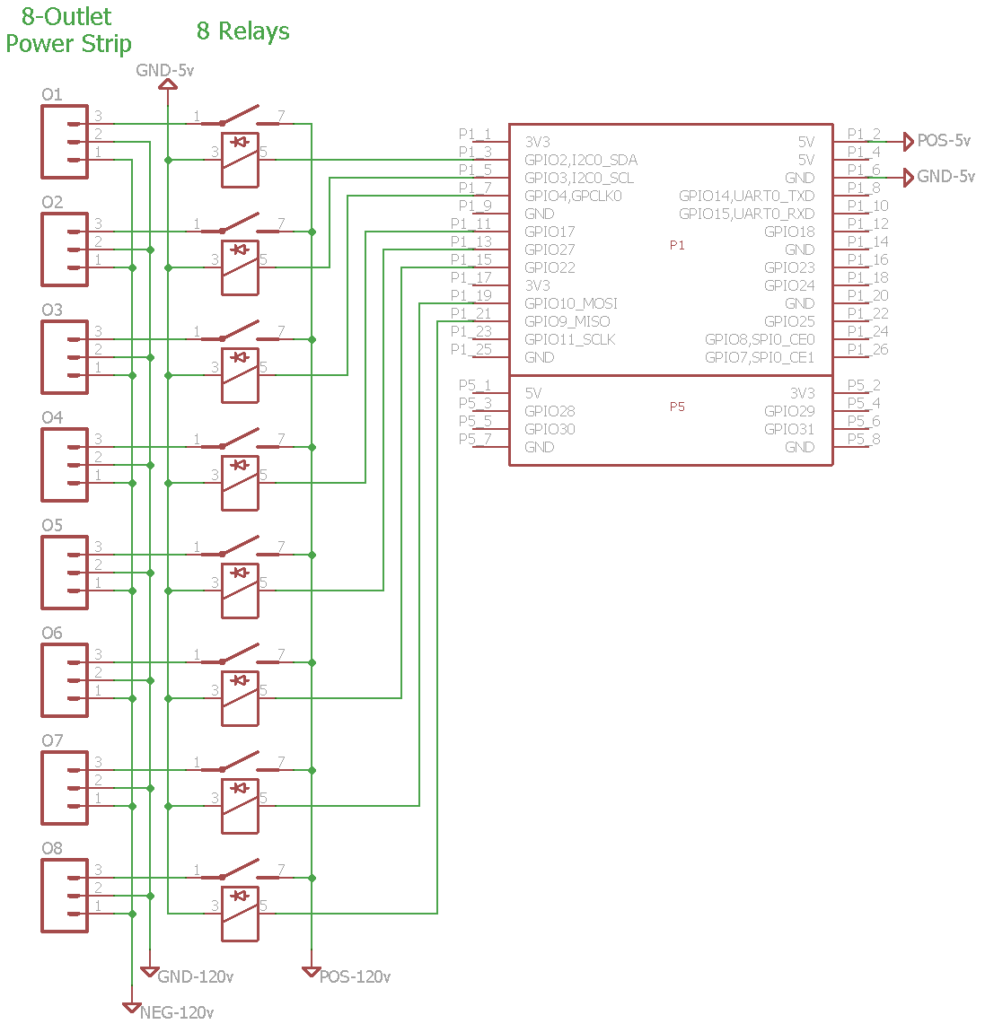 8-Outlet
Power Strip
8 Relays
GND-5v
O1
3
2
1
1
7
3
5
O2
3
2
1
1
7
3
5
O3
3
2
1
1
7
3
5
O4
3
2
1
1
7
3
5
O5
3
2
1
1
7
3
5
O6
3
2
1
1
7
3
5
O7
3
2
1
1
7
3
5
O8
3
2
1
1
7
3
5
GND-120v
NEG-120v
POS-120v
P1_1 3V3
P1_3 GPIO2,I2C0_SDA
P1_5 GPIO3,I2C0_SCL
P1_7 GPIO4,GPCLK0
P1_9 GND
P1_11 GPIO17
P1_13 GPIO27
P1_15 GPIO22
P1_17 3V3
P1_19 GPIO10_MOSI
P1_21 GPIO9_MISO
P1_23 GPIO11_SCLK
P1_25 GND
P1
5V P1_2 POS-5v
5V P1_4
GND P1_6 GND-5v
GPIO14,UART0_TXD P1_8
GPIO15,UART0_RXD P1_10
GPIO18 P1_12
GND P1_14
GPIO23 P1_16
GPIO24 P1_18
GND P1_20
GPIO25 P1_22
GPIO8,SPI0_CE0 P1_24
GPIO7,SPI0_CE1 P1_26
P5_1 5V
P5_3 GPIO28
P5_5 GPIO30
P5_7 GND
P5
3V3 P5_2
GPIO29 P5_4
GPIO31 P5_6
GND P5_8